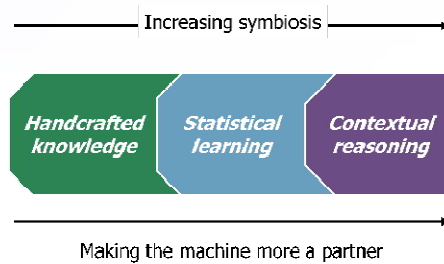 Increasing symbiosis
Handcrafted
knowledge
Statistical
learning
Contextual
reasoning
Making the machine more a partner